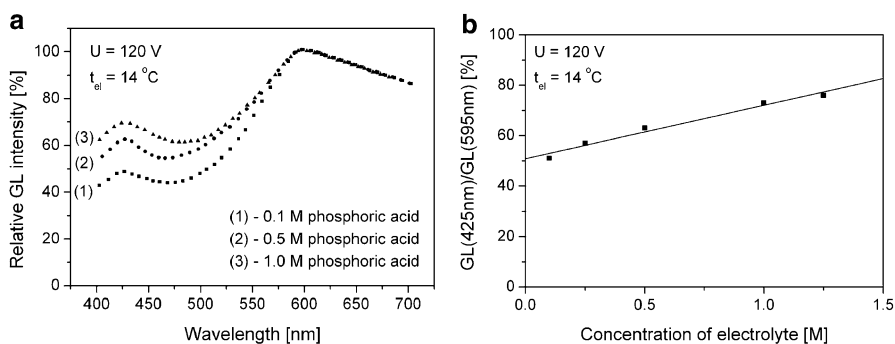 a
U = 120 V
t_el = 14 °C
100
80
60
40
20
0
Relative GL intensity [%]
(3)
(2)
(1)
(1) - 0.1 M phosphoric acid
(2) - 0.5 M phosphoric acid
(3) - 1.0 M phosphoric acid
400 450 500 550 600 650 700
Wavelength [nm]
b
U = 120 V
t_el = 14 °C
100
80
60
40
20
0
GL(425nm)/GL(595nm) [%]
0.0 0.5 1.0 1.5
Concentration of electrolyte [M]